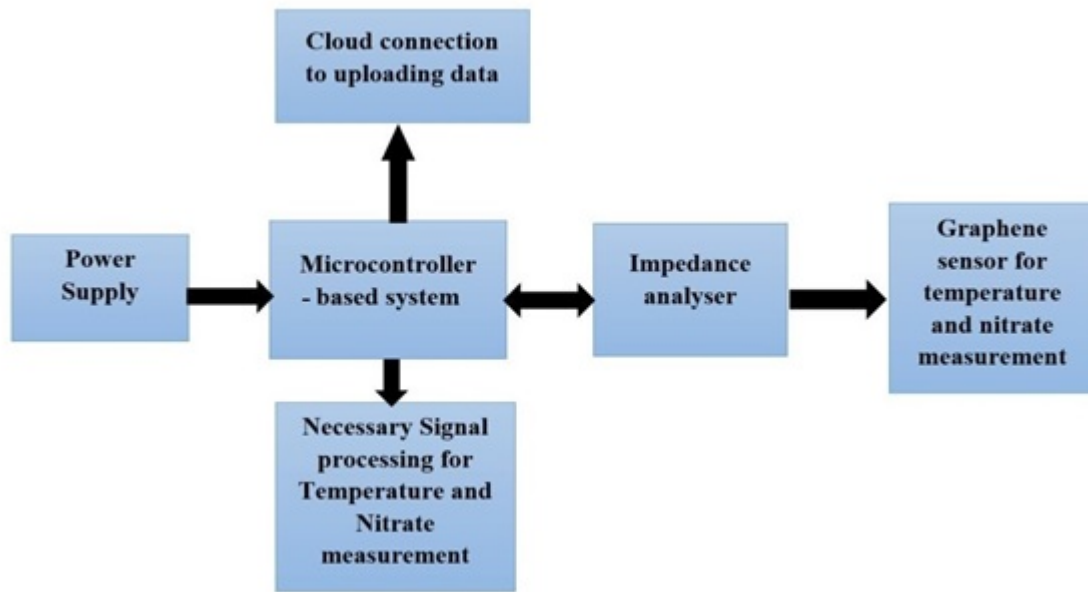 Cloud connection
to uploading data
Power
Supply
Microcontroller
- based system
Impedance
analyser
Graphene
sensor for
temperature
and nitrate
measurement
Necessary Signal
processing for
Temperature and
Nitrate
measurement